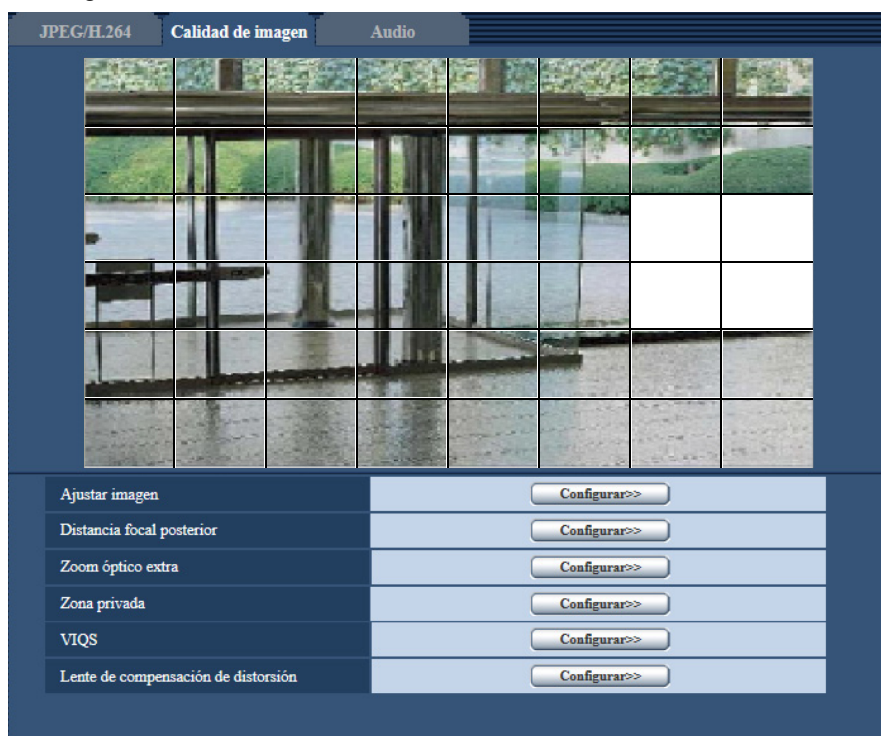 JPEG/H.264 Calidad de imagen Audio
Ajustar imagen Configurar>>
Distancia focal posterior Configurar>>
Zoom óptico extra Configurar>>
Zona privada Configurar>>
VIQS Configurar>>
Lente de compensación de distorsión Configurar>>